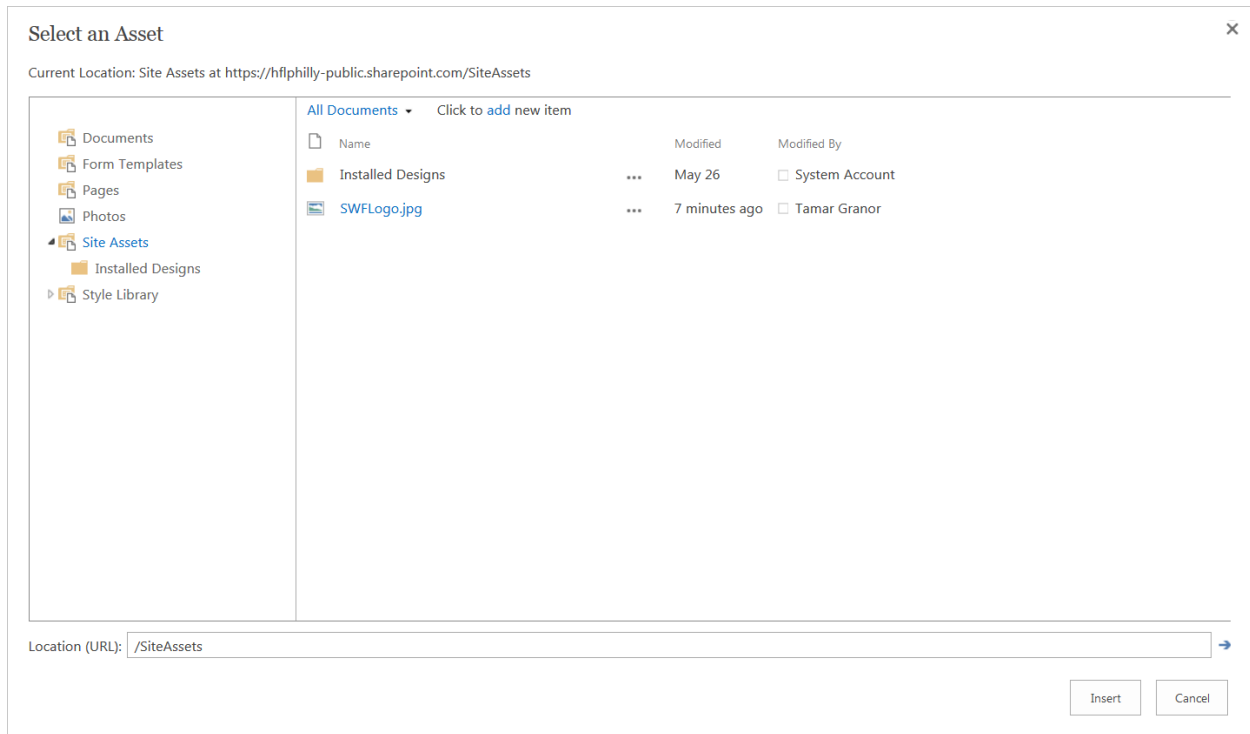 Select an Asset
Current Location: Site Assets at https://hflphilly-public.sharepoint.com/SiteAssets
Documents
Form Templates
Pages
Photos
Site Assets
Installed Designs
Style Library
All Documents Click to add new item
Name Modified Modified By
Installed Designs ... May 26 System Account
SWFLogo.jpg ... 7 minutes ago Tamar Granor
Location (URL): /SiteAssets
Insert Cancel